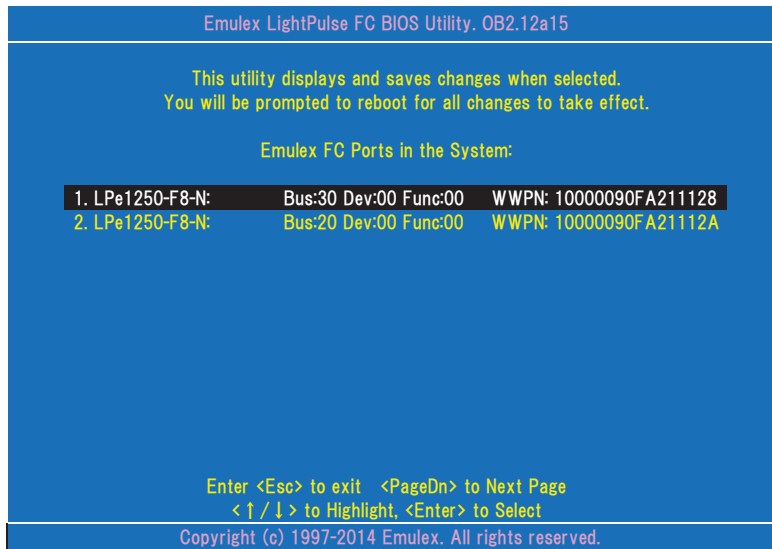 Emulex LightPulse FC BIOS Utility. OB2.12a15
This utility displays and saves changes when selected.
You will be prompted to reboot for all changes to take effect.
Emulex FC Ports in the System:
1. LPe1250-F8-N: Bus:30 Dev:00 Func:00 WWPN: 10000090FA211128
2. LPe1250-F8-N: Bus:20 Dev:00 Func:00 WWPN: 10000090FA21112A
Enter <Esc> to exit <PageDn> to Next Page
<↑/↓> to Highlight, <Enter> to Select
Copyright (c) 1997-2014 Emulex. All rights reserved.